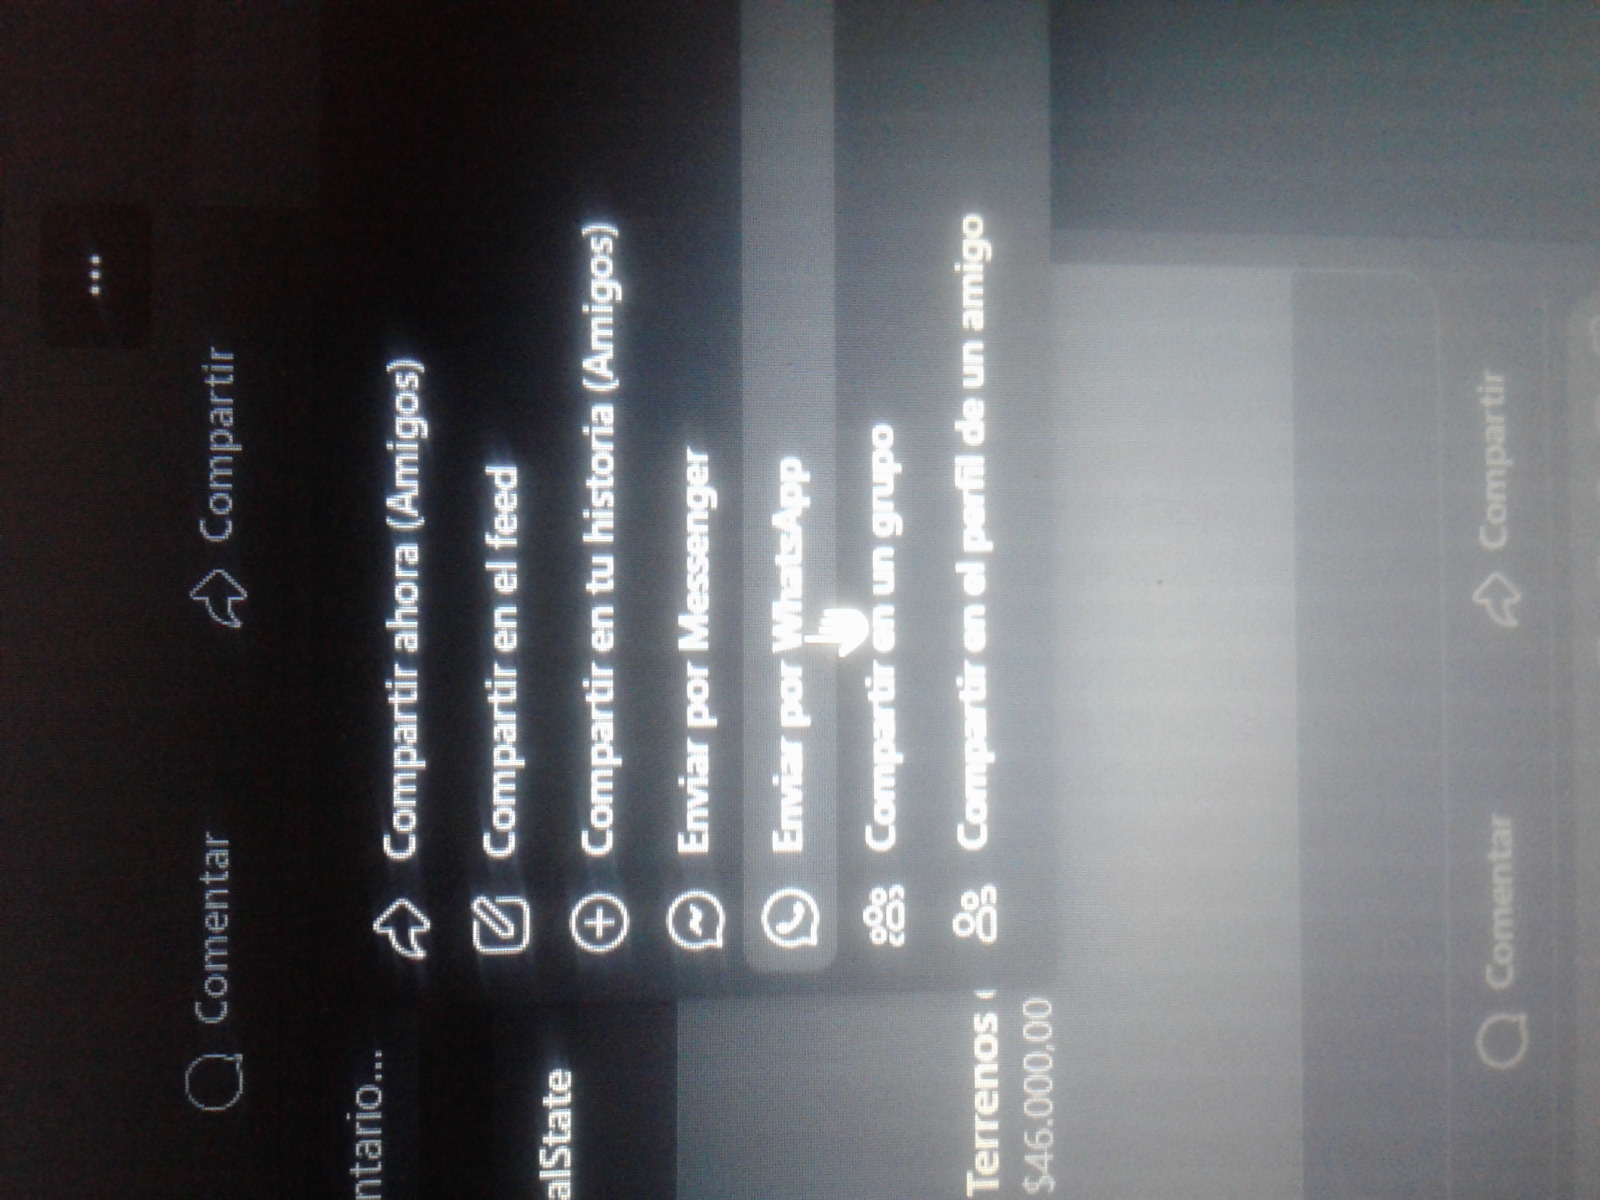 ...
Comentar
Compartir
ntario...
Compartir ahora (Amigos)
Compartir en el feed
alState
Compartir en tu historia (Amigos)
Enviar por Messenger
Enviar por WhatsApp
Compartir en un grupo
Compartir en el perfil de un amigo
Terrenos
$46.000,00
Comentar
Compartir